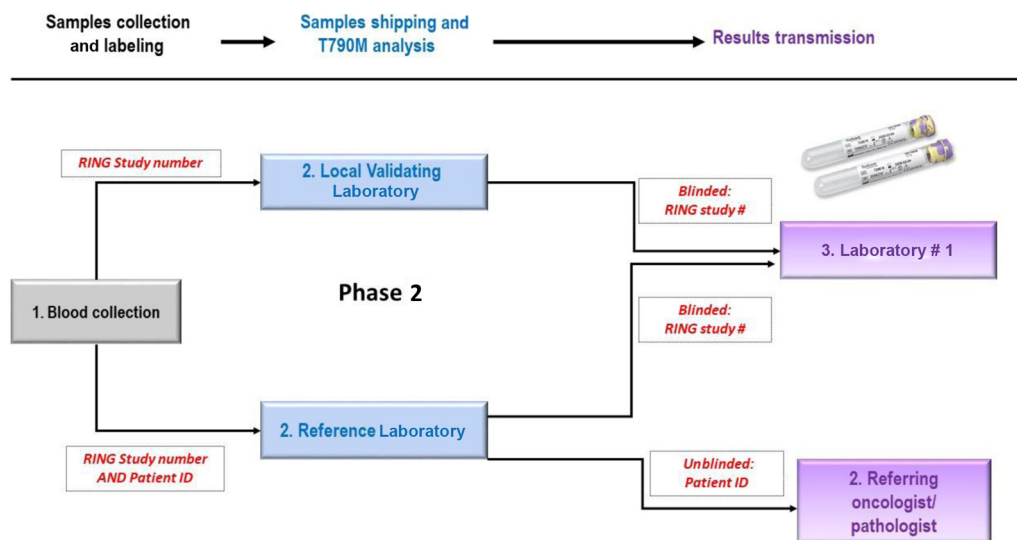 Samples collection
and labeling
Samples shipping and
T790M analysis
Results transmission
RING Study number
2. Local Validating
Laboratory
Blinded:
RING study #
3. Laboratory # 1
1. Blood collection
Phase 2
Blinded:
RING study #
2. Reference Laboratory
RING Study number
AND Patient ID
Unblinded:
Patient ID
2. Referring
oncologist/
pathologist